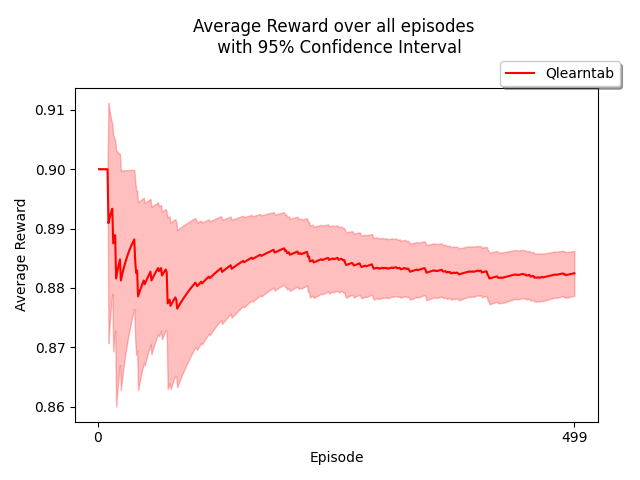 Average Reward over all episodes
with 95% Confidence Interval
Qlearntab
0.91
0.90
0.89
0.88
0.87
0.86
Average Reward
0
499
Episode